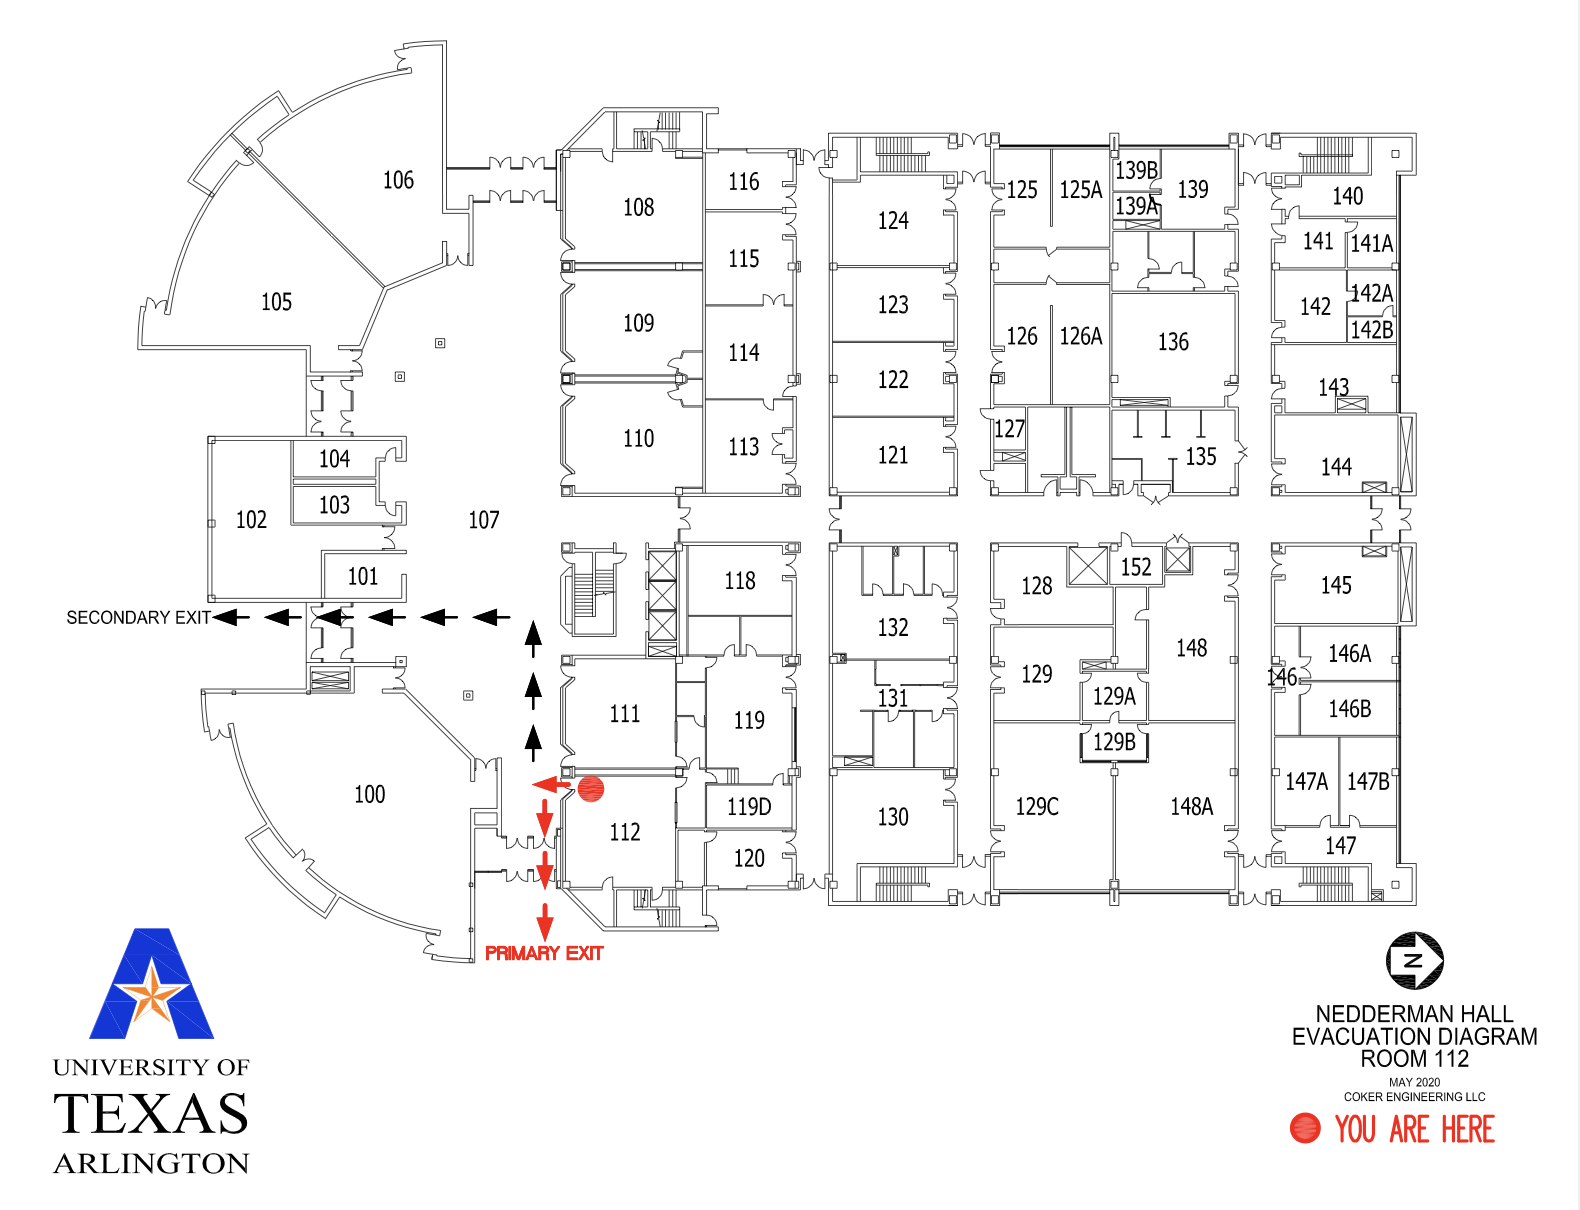 106
116
108
124
125
125A
139B
139A
139
140
141
141A
115
105
109
123
142
142A
142B
114
126
126A
136
122
143
110
113
121
127
135
144
104
103
102
107
101
118
128
152
145
SECONDARY EXIT
132
148
146A
129
146
131
129A
146B
111
119
129B
100
147A
147B
119D
129C
148A
112
130
147
120
PRIMARY EXIT
N
NEDDERMAN HALL
EVACUATION DIAGRAM
ROOM 112
MAY 2020
COKER ENGINEERING LLC
YOU ARE HERE
UNIVERSITY OF
TEXAS
ARLINGTON